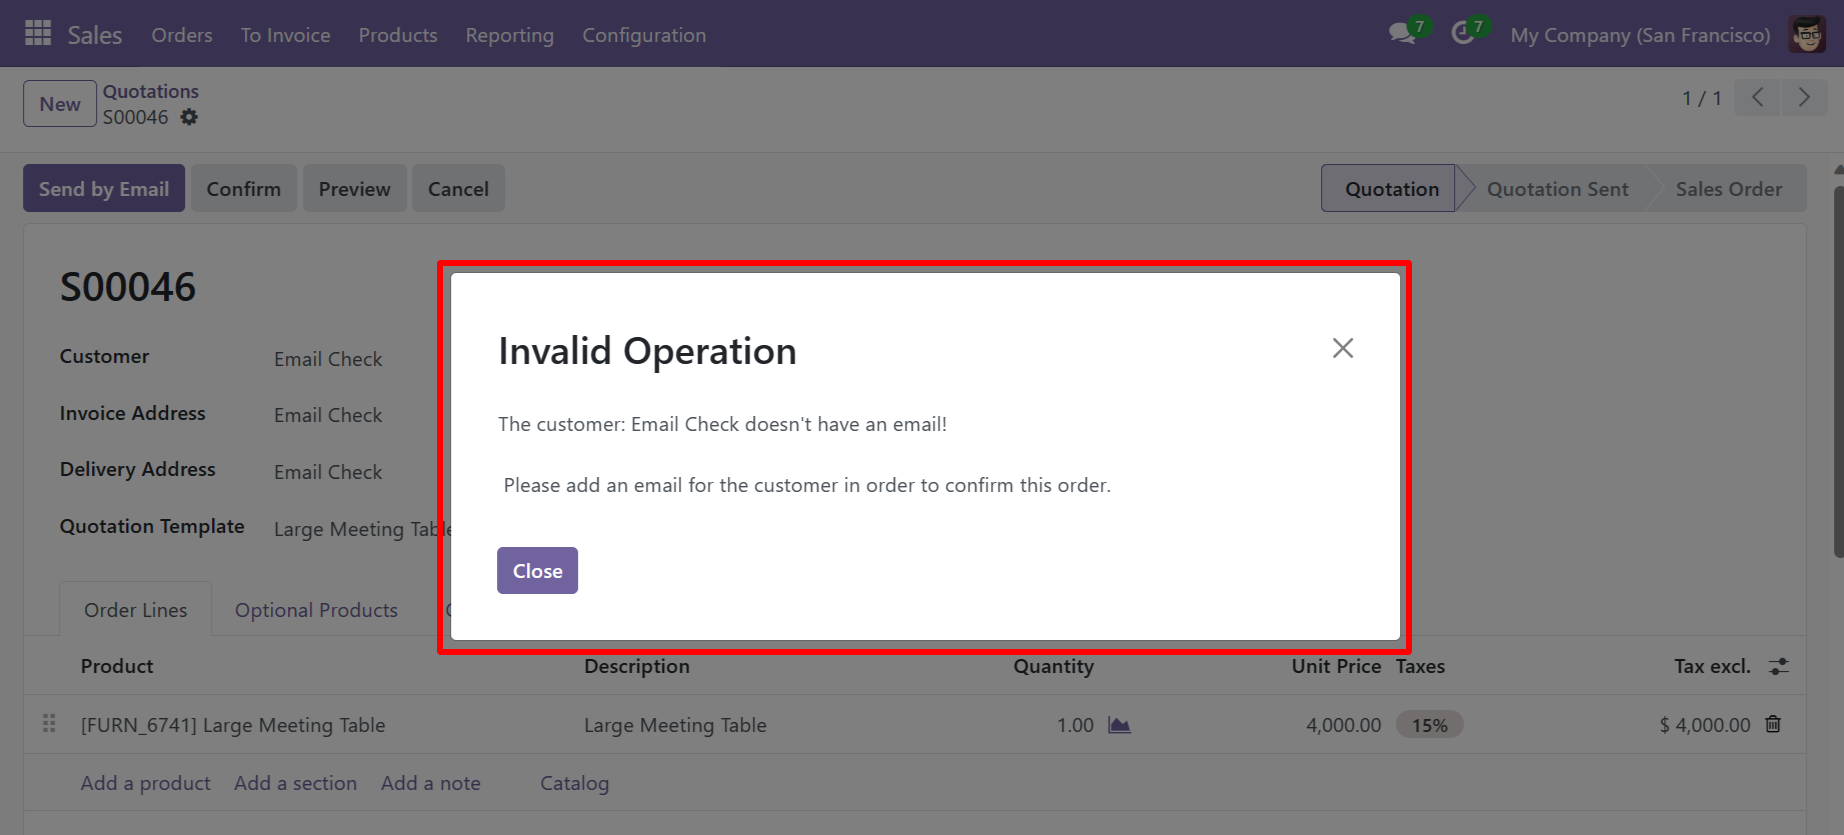 Sales Orders To Invoice Products Reporting Configuration 7 7 My Company (San Francisco)
New Quotations 1 / 1
S00046
Send by Email Confirm Preview Cancel Quotation Quotation Sent Sales Order
S00046
Invalid Operation
Customer Email Check
Invoice Address Email Check
The customer: Email Check doesn't have an email!
Delivery Address Email Check
Please add an email for the customer in order to confirm this order.
Quotation Template Large Meeting Table
Close
Order Lines Optional Products
Product Description Quantity Unit Price Taxes Tax excl.
[FURN_6741] Large Meeting Table Large Meeting Table 1.00 4,000.00 15% $ 4,000.00
Add a product Add a section Add a note Catalog